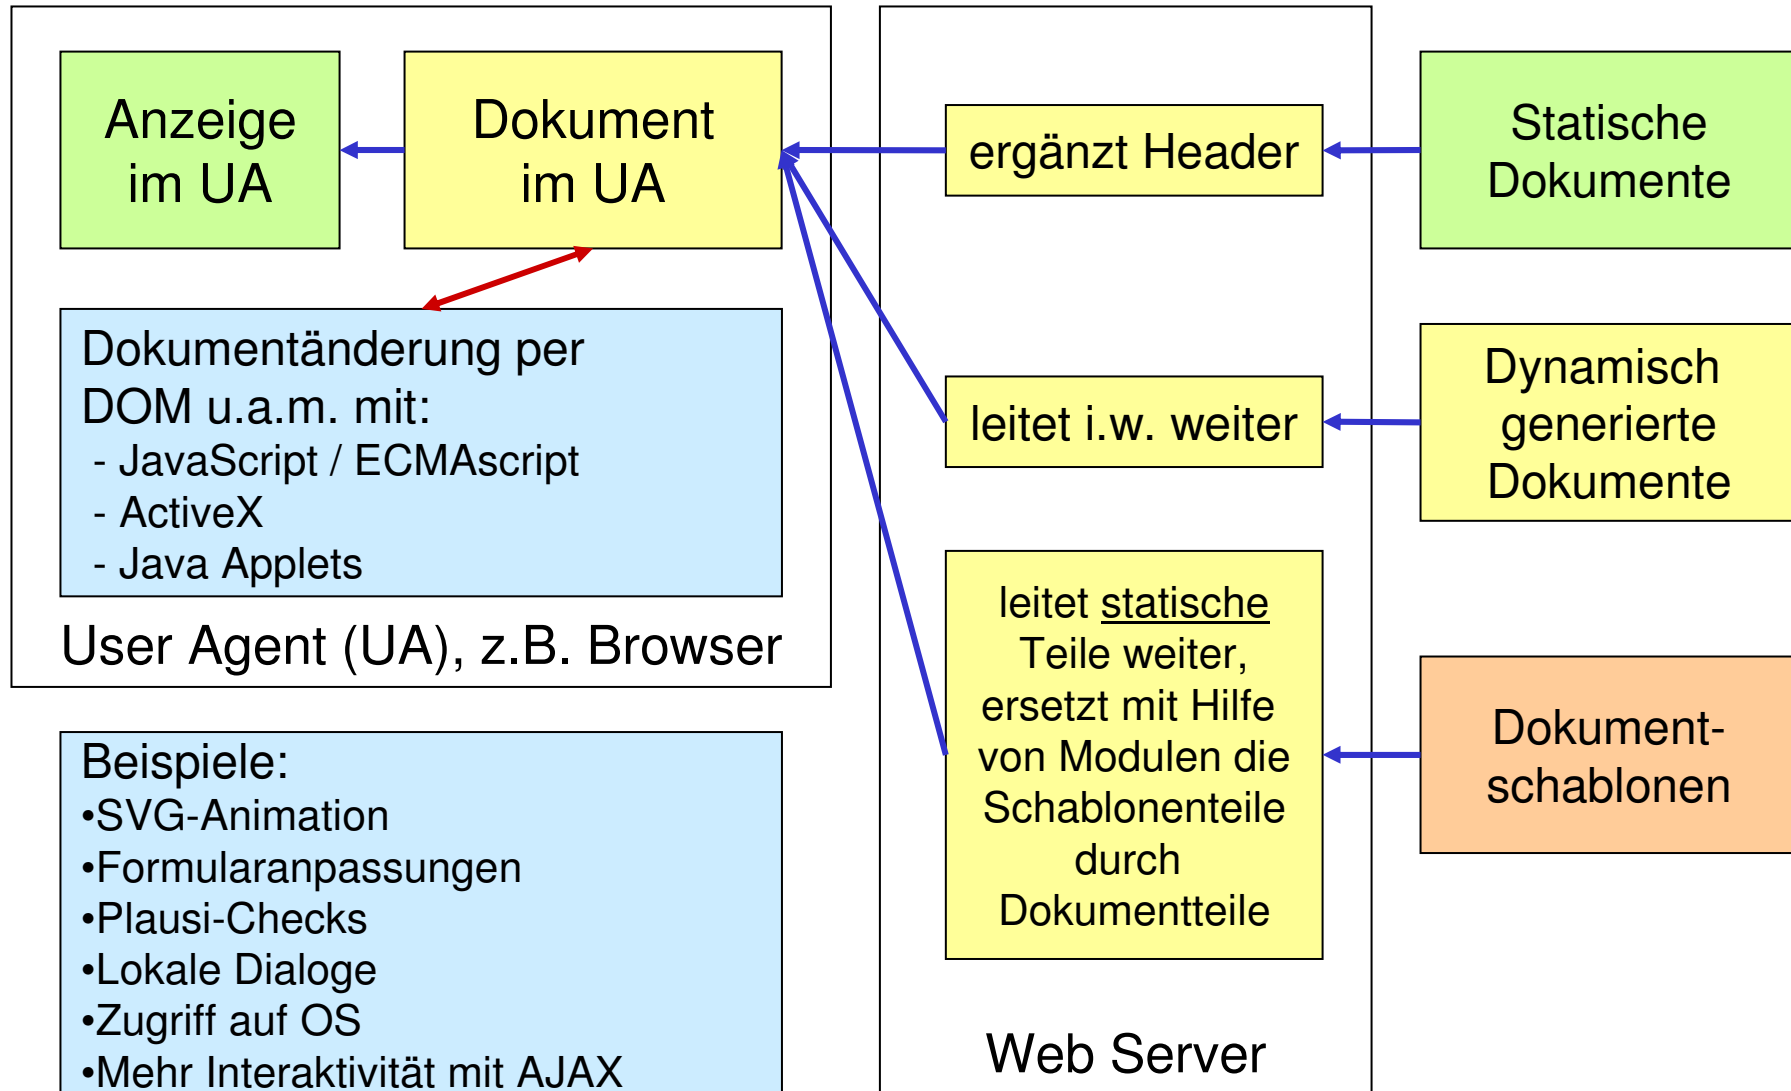 Anzeige
im UA
Dokument
im UA
Dokumentänderung per
DOM u.a.m. mit:
- JavaScript / ECMAscript
- ActiveX
- Java Applets
User Agent (UA), z.B. Browser
Beispiele:
•SVG-Animation
•Formularanpassungen
•Plausi-Checks
•Lokale Dialoge
•Zugriff auf OS
•Mehr Interaktivität mit AJAX
ergänzt Header
leitet i.w. weiter
leitet statische
Teile weiter,
ersetzt mit Hilfe
von Modulen die
Schablonenteile
durch
Dokumentteile
Web Server
Statische
Dokumente
Dynamisch
generierte
Dokumente
Dokument-
schablonen